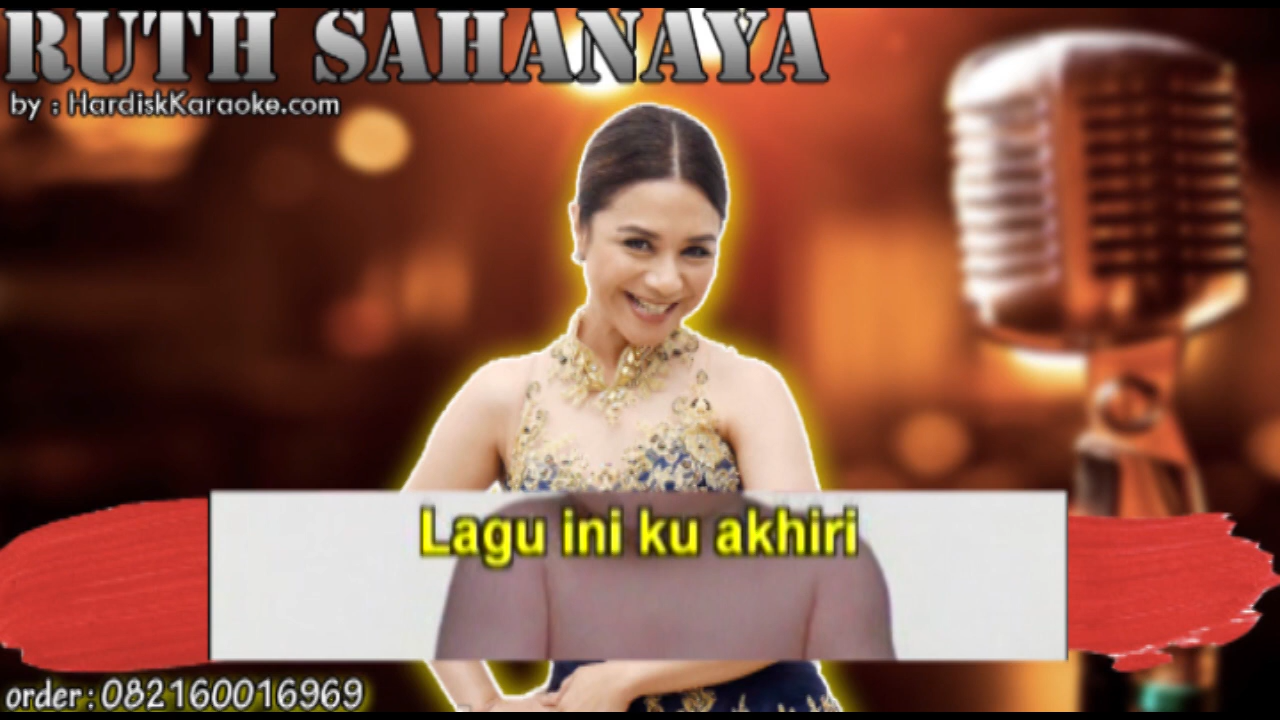 RUTH SAHANAYA
by : HardiskKaraoke.com
Lagu ini ku akhiri
order : 082160016969